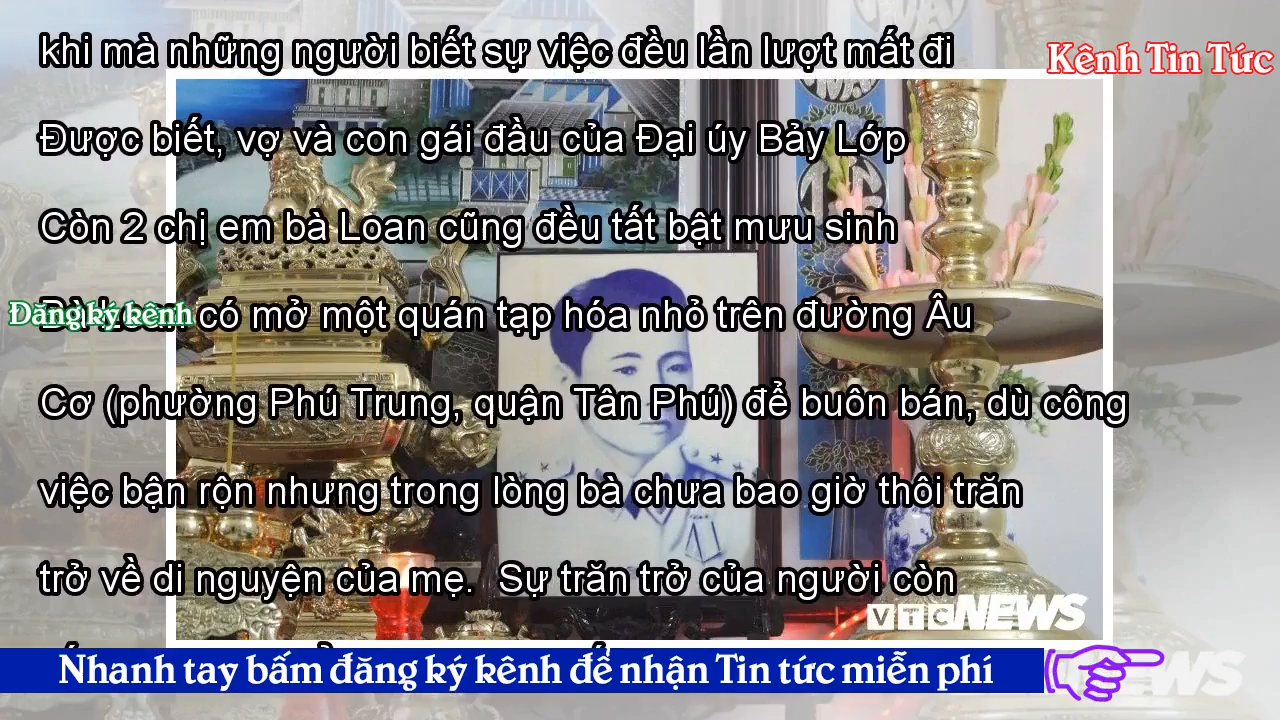 khi mà những người biết sự việc đều lần lượt mất đi
Kênh Tin Tức
Được biết, vợ và con gái đầu của Đại úy Bảy Lớp
Còn 2 chị em bà Loan cũng đều tất bật mưu sinh
Đăng ký kênh
có mở một quán tạp hóa nhỏ trên đường Âu
Cơ (phường Phú Trung, quận Tân Phú) để buôn bán, dù công
việc bận rộn nhưng trong lòng bà chưa bao giờ thôi trăn
trở về di nguyện của mẹ. Sự trăn trở của người còn
VTC NEWS
Nhanh tay bấm đăng ký kênh để nhận Tin tức miễn phí